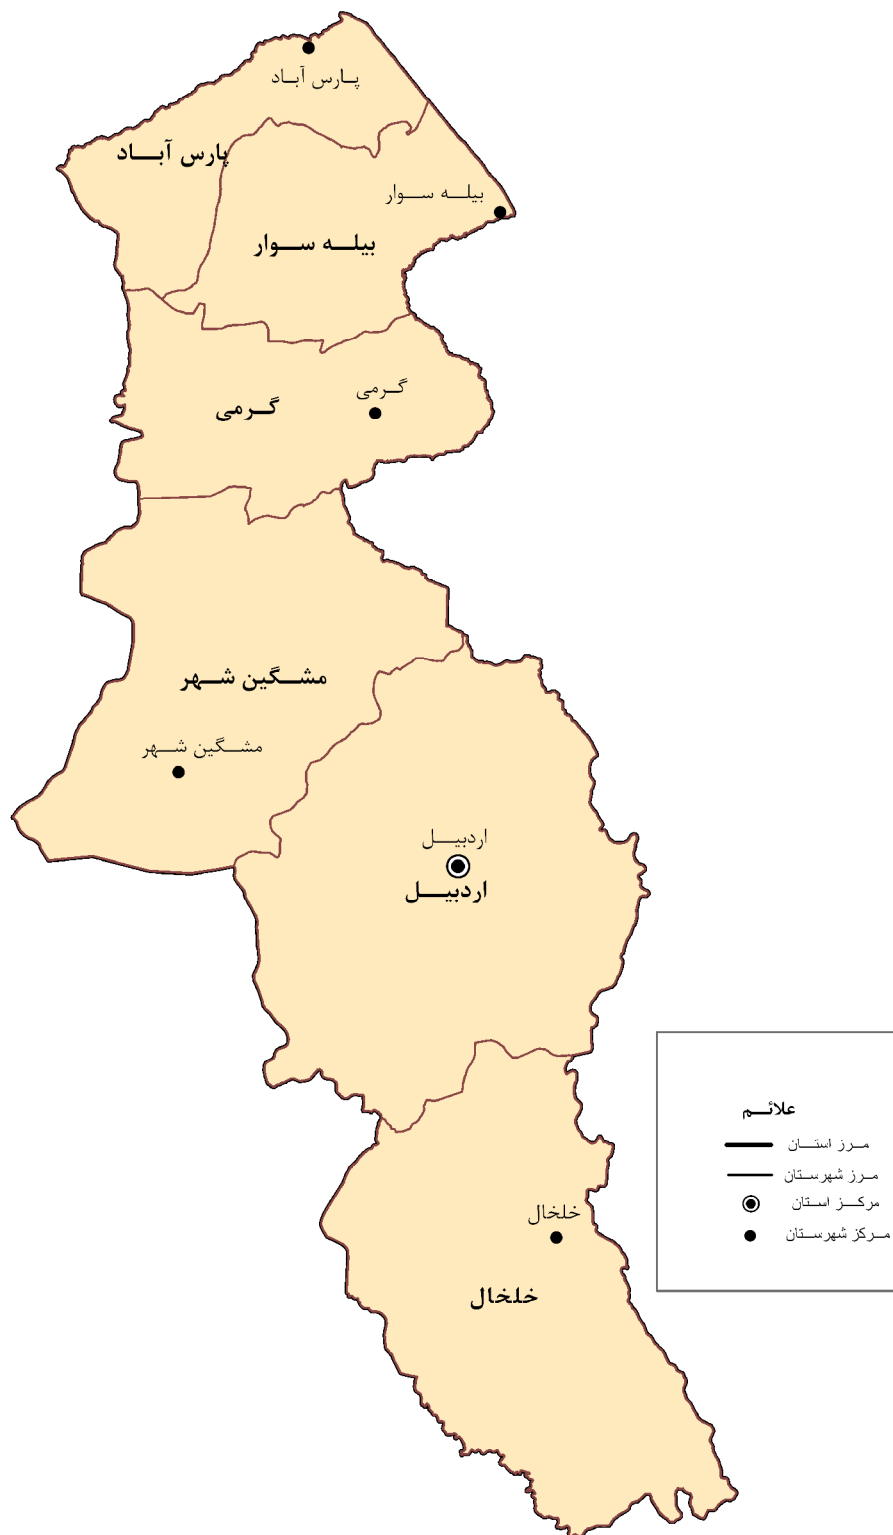 پارس آباد
پارس آباد
بیله سوار
بیله سوار
گرمی
گرمی
مشگین شهر
مشگین شهر
اردبیل
اردبیل
خلخال
خلخال
علائم
مرز استان
مرز شهرستان
مرکز استان
مرکز شهرستان